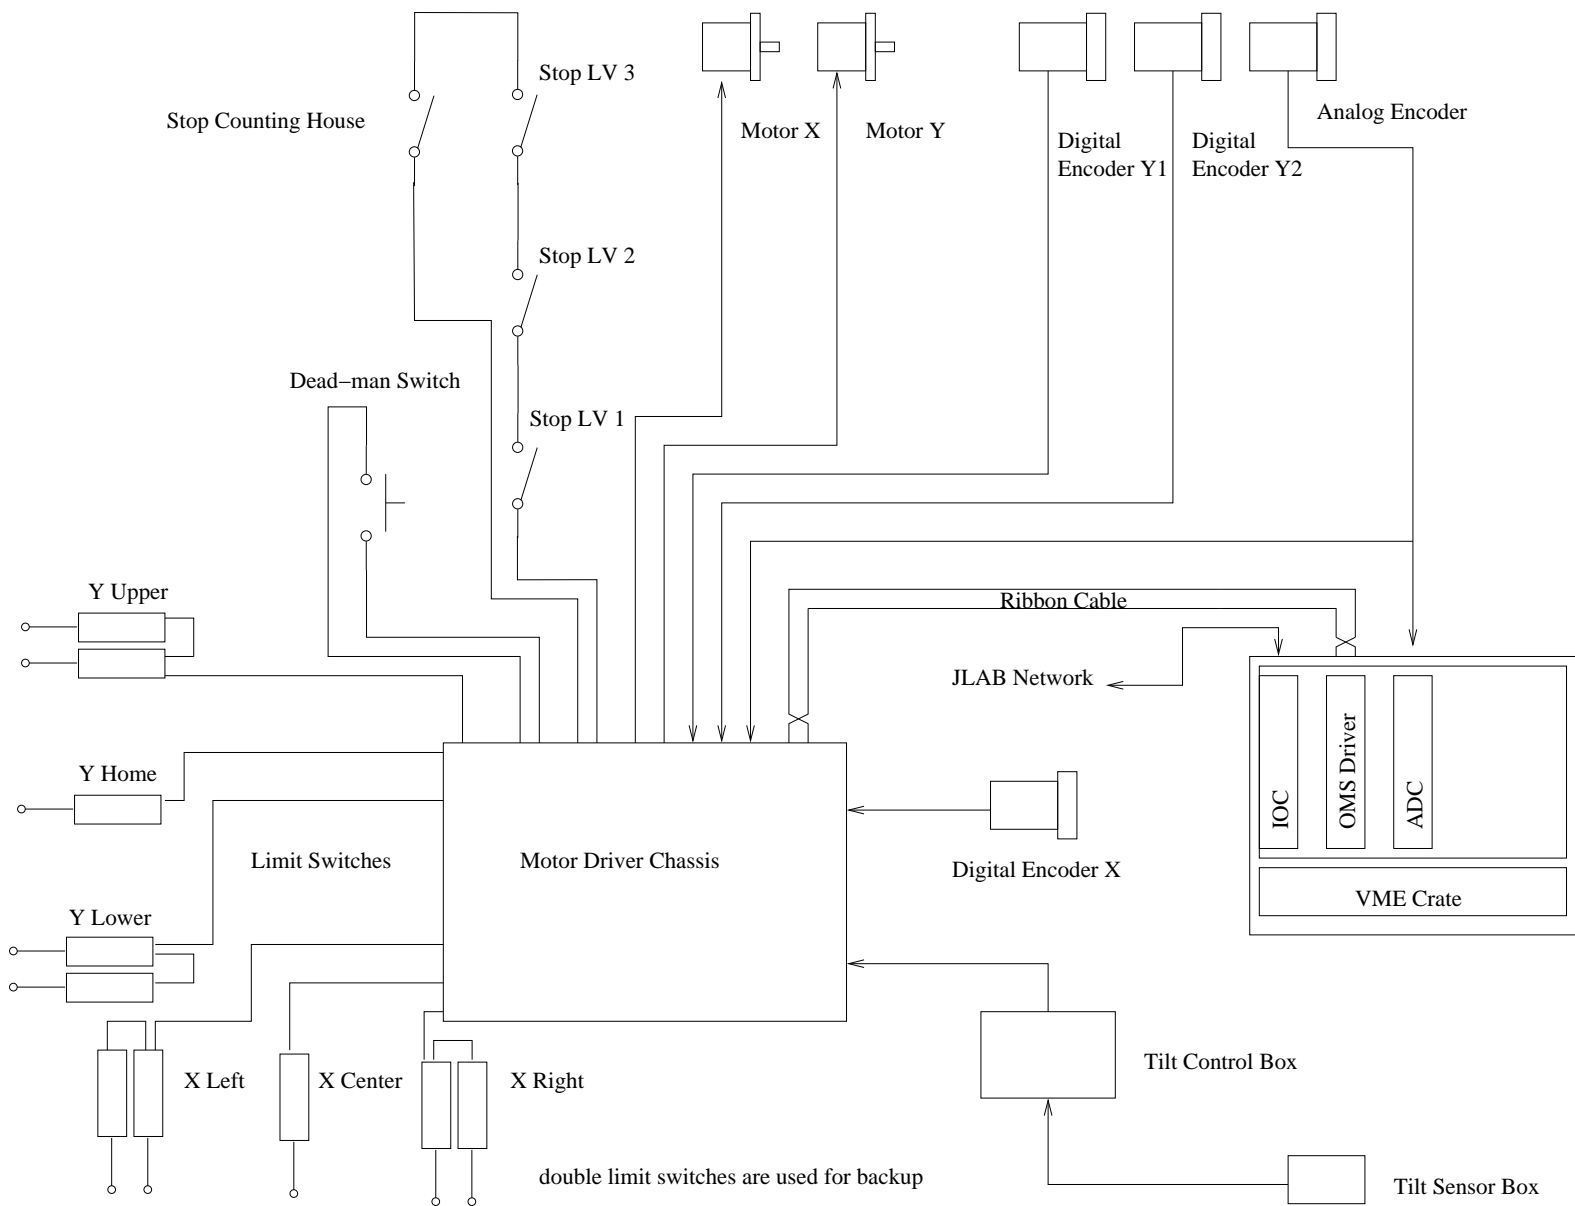 Stop LV 3
Stop Counting House
Motor X
Motor Y
Analog Encoder
Digital
Encoder Y1
Digital
Encoder Y2
Stop LV 2
Dead−man Switch
Stop LV 1
Y Upper
Ribbon Cable
JLAB Network
Y Home
IOC
OMS Driver
ADC
Limit Switches
Motor Driver Chassis
Digital Encoder X
VME Crate
Y Lower
X Left
X Center
X Right
Tilt Control Box
double limit switches are used for backup
Tilt Sensor Box